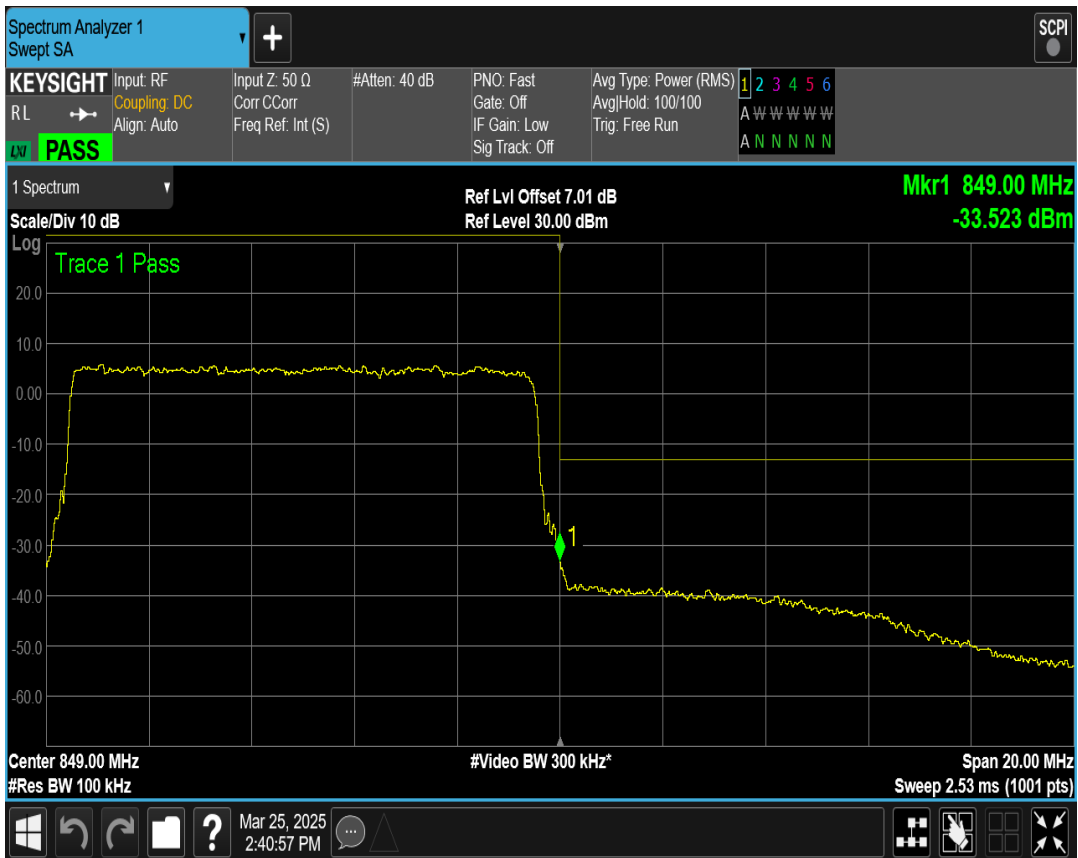 Spectrum Analyzer 1
Swept SA
SCPI
KEYSIGHT
RL
LXI PASS
Input: RF
Coupling: DC
Align: Auto
Input Z: 50 Ω
Corr CCorr
Freq Ref: Int (S)
#Atten: 40 dB
PNO: Fast
Gate: Off
IF Gain: Low
Sig Track: Off
Avg Type: Power (RMS)
Avg|Hold: 100/100
Trig: Free Run
1 2 3 4 5 6
A W W W W W
A N N N N N
1 Spectrum
Scale/Div 10 dB
Ref Lvl Offset 7.01 dB
Ref Level 30.00 dBm
Mkr1 849.00 MHz
-33.523 dBm
Log
Trace 1 Pass
20.0
10.0
0.00
-10.0
-20.0
-30.0
-40.0
-50.0
-60.0
1
Center 849.00 MHz
#Res BW 100 kHz
#Video BW 300 kHz*
Span 20.00 MHz
Sweep 2.53 ms (1001 pts)
?
Mar 25, 2025
2:40:57 PM